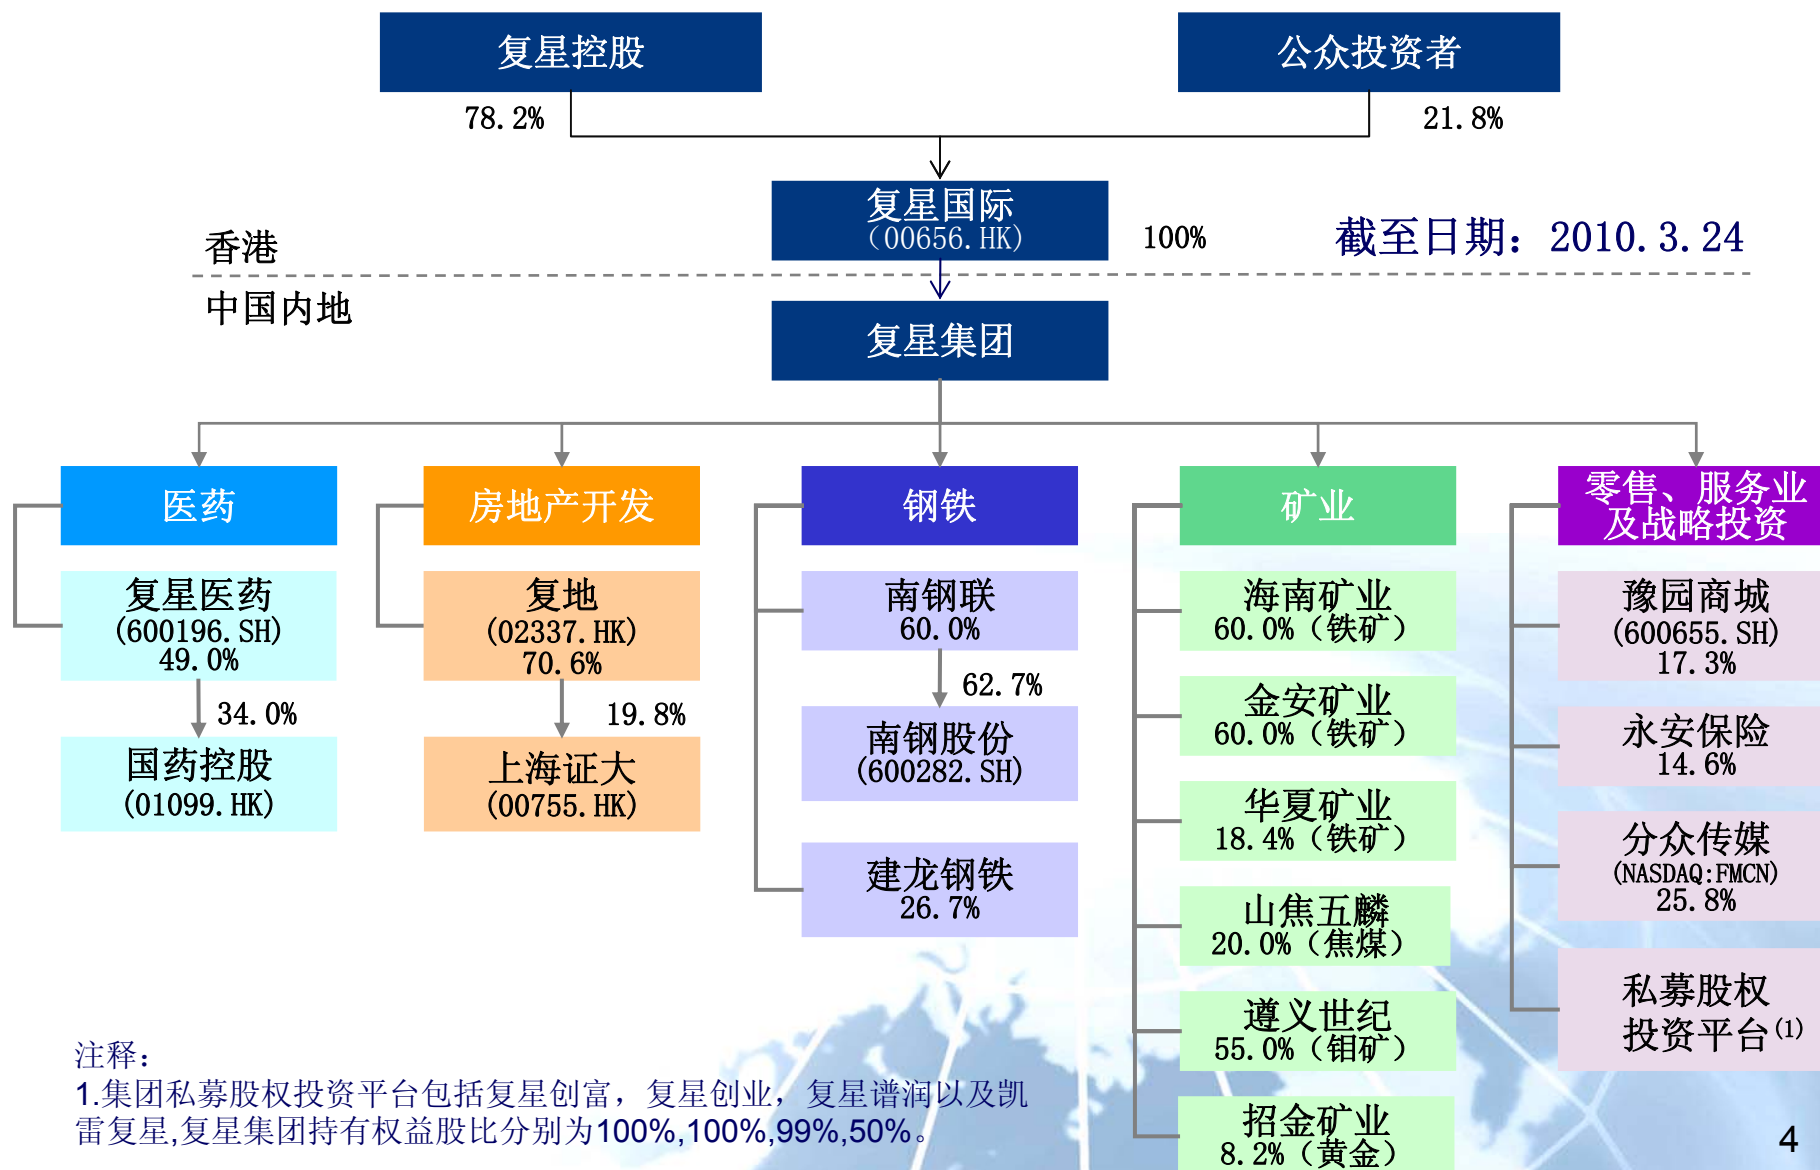 复星控股
公众投资者
78.2%
21.8%
复星国际
(00656.HK)
100%
截至日期：2010.3.24
香港
中国内地
复星集团
医药
复星医药
(600196.SH)
49.0%
34.0%
国药控股
(01099.HK)
房地产开发
复地
(02337.HK)
70.6%
19.8%
上海证大
(00755.HK)
钢铁
南钢联
60.0%
62.7%
南钢股份
(600282.SH)
建龙钢铁
26.7%
矿业
海南矿业
60.0%（铁矿）
金安矿业
60.0%（铁矿）
华夏矿业
18.4%（铁矿）
山焦五麟
20.0%（焦煤）
遵义世纪
55.0%（钼矿）
招金矿业
8.2%（黄金）
零售、服务业
及战略投资
豫园商城
(600655.SH)
17.3%
永安保险
14.6%
分众传媒
(NASDAQ:FMCN)
25.8%
私募股权
投资平台(1)
注释：
1.集团私募股权投资平台包括复星创富，复星创业，复星谱润以及凯
雷复星,复星集团持有权益股比分别为100%,100%,99%,50%。
4